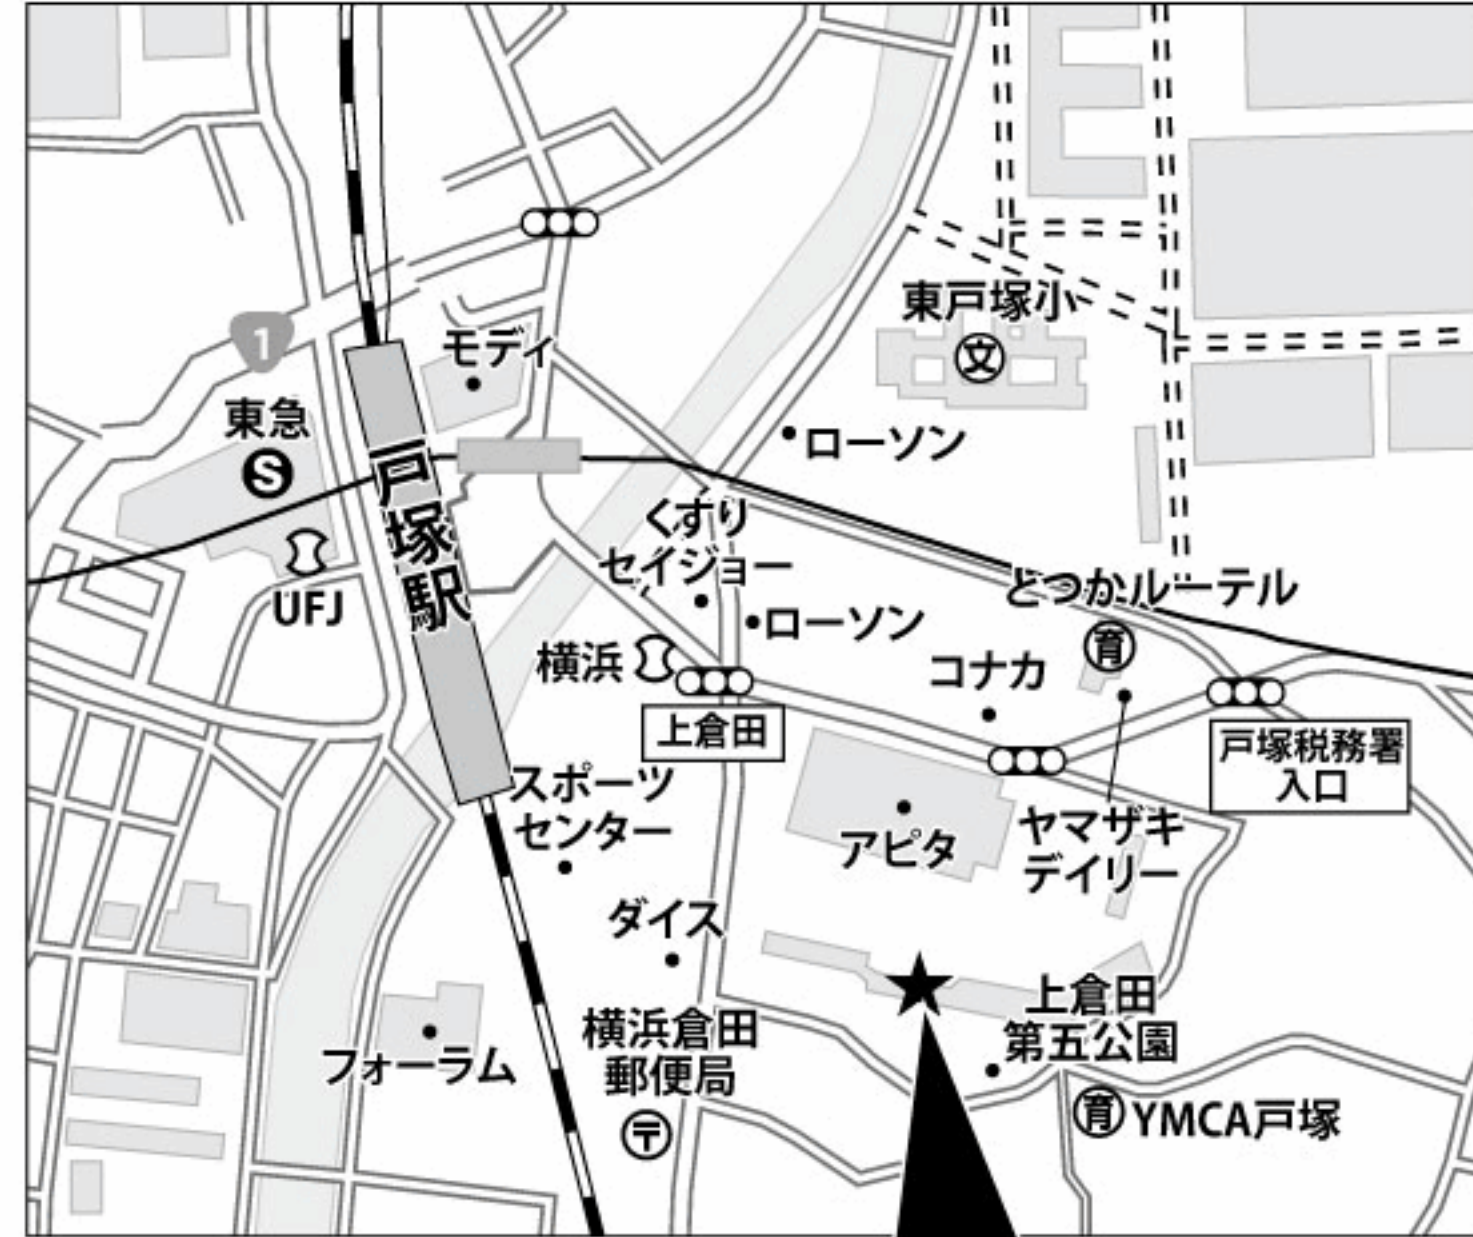 東戸塚小
文
1
モディ
東急
S
ローソン
戸塚駅
くすり
セイジョー
UFJ
とつかルーテル
育
ローソン
横浜
コナカ
上倉田
戸塚税務署
入口
スポーツ
センター
アピタ
ヤマザキ
デイリー
ダイス
上倉田
第五公園
横浜倉田
郵便局
〒
フォーラム
育
YMCA戸塚